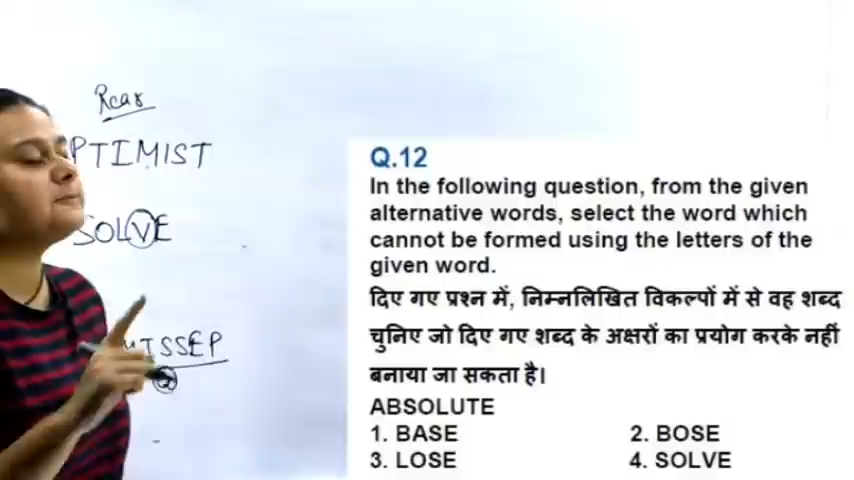 Rear
PTIMIST
SOLVE
MISSEP
Q.12
In the following question, from the given
alternative words, select the word which
cannot be formed using the letters of the
given word.
दिए गए प्रश्न में, निम्नलिखित विकल्पों में से वह शब्द
चुनिए जो दिए गए शब्द के अक्षरों का प्रयोग करके नहीं
बनाया जा सकता है।
ABSOLUTE
1. BASE 2. BOSE
3. LOSE 4. SOLVE